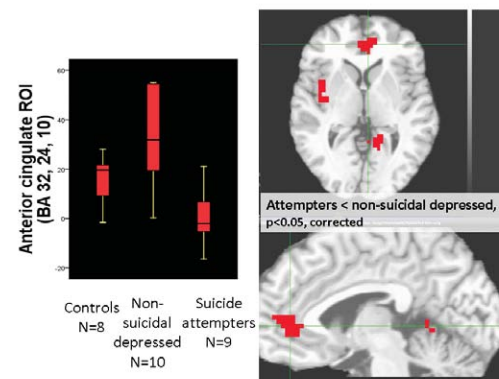 Anterior cingulate ROI
(BA 32, 24, 10)
60
40
20
0
-20
Controls
N=8
Non-
suicidal
depressed
N=10
Suicide
attempters
N=9
Attempters < non-suicidal depressed,
p<0.05, corrected